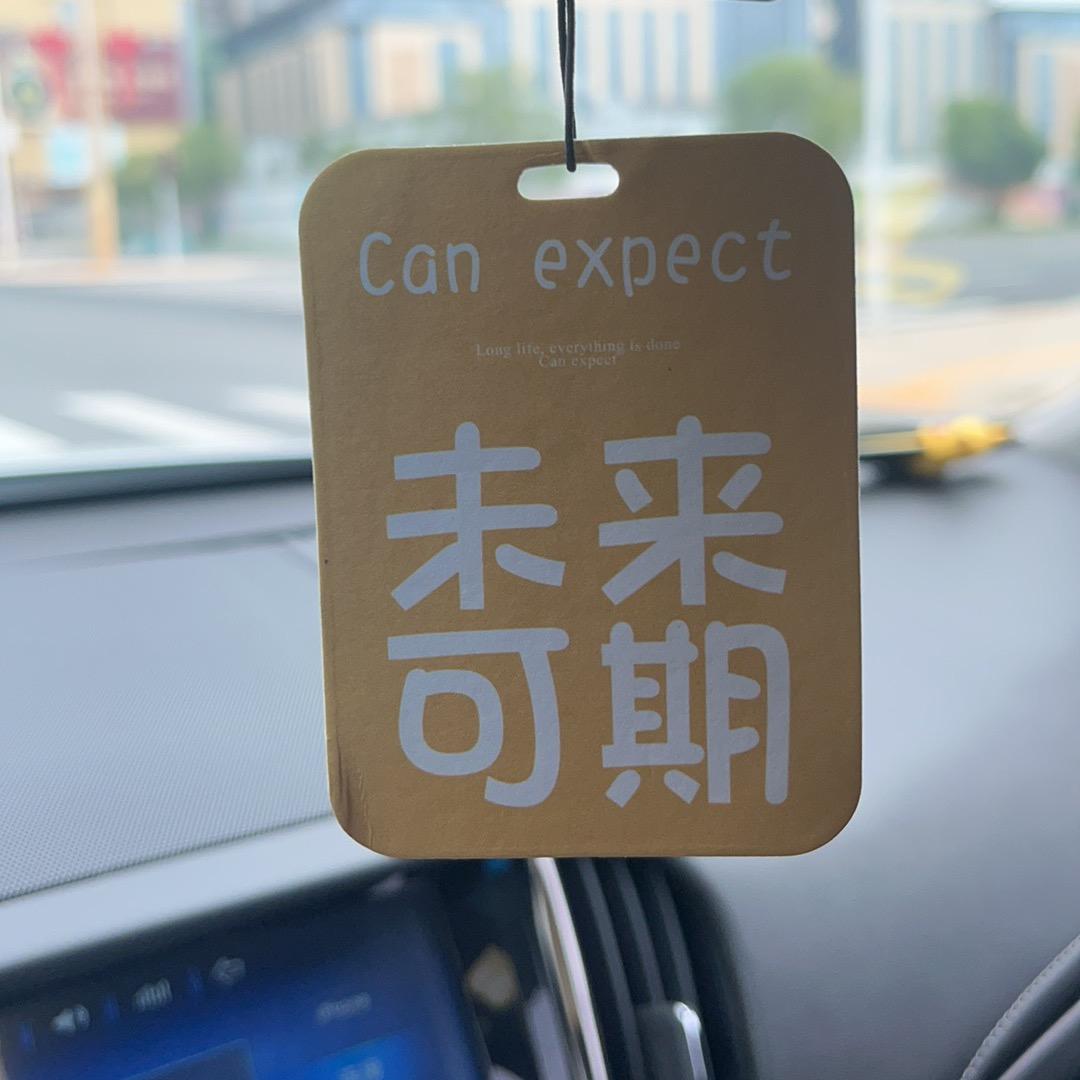 Can expect
Long life, everything is done
Can expect
未来
可期